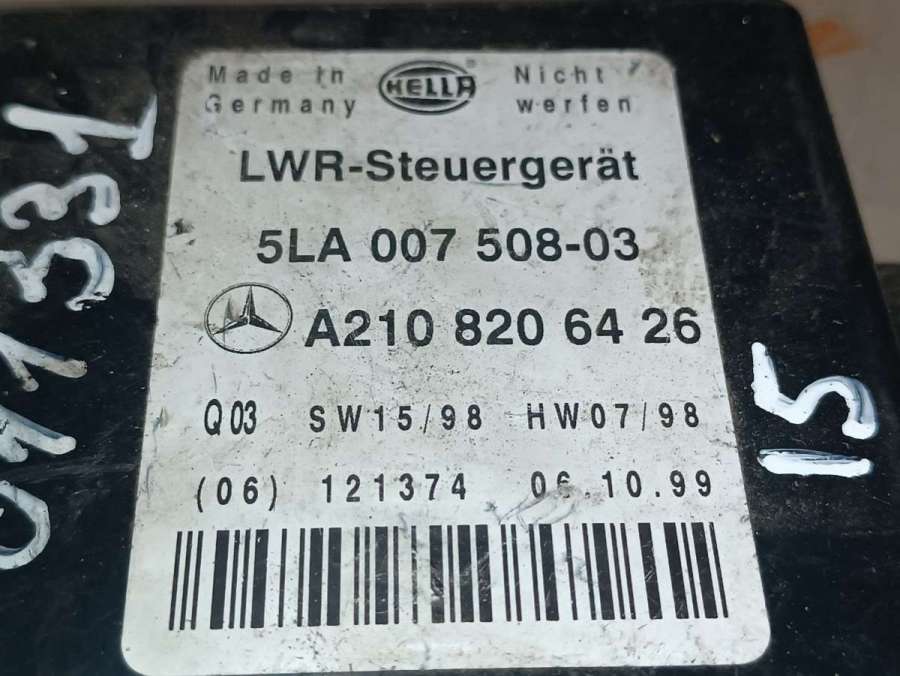 Made in Germany
HELLA
Nicht werfen
LWR-Steuergerät
5LA 007 508-03
A210 820 64 26
Q03 SW15/98 HW07/98
(06) 121374 06.10.99
15